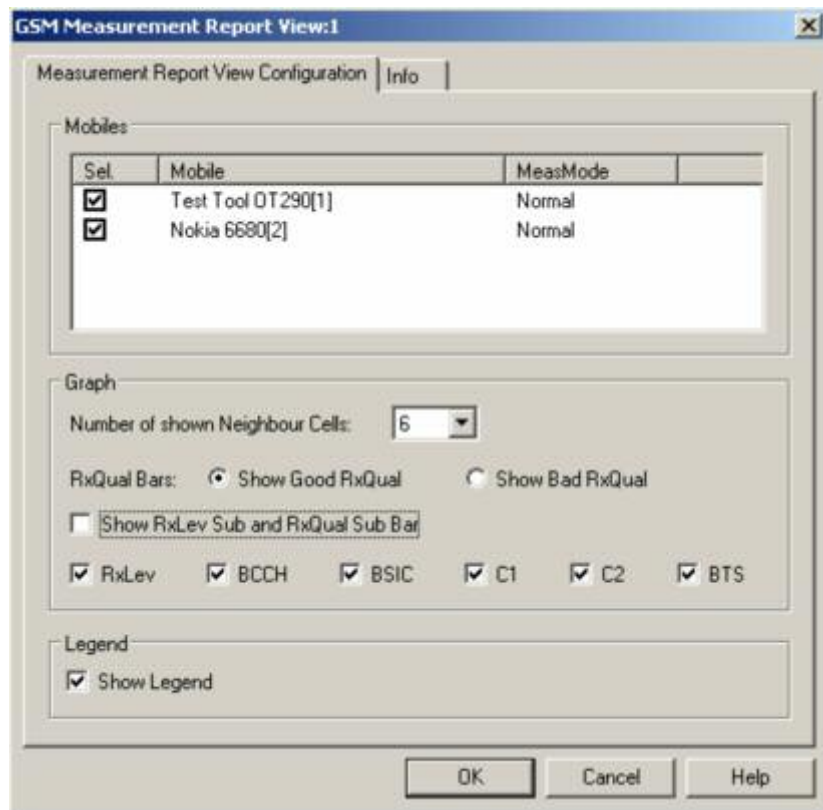 GSM Measurement Report View:1
Measurement Report View Configuration Info
Mobiles
Sel. Mobile MeasMode
Test Tool OT290[1] Normal
Nokia 6680[2] Normal
Graph
Number of shown Neighbour Cells: 6
RxQual Bars: Show Good RxQual Show Bad RxQual
Show RxLev Sub and RxQual Sub Bar
RxLev BCCH BSIC C1 C2 BTS
Legend
Show Legend
OK Cancel Help